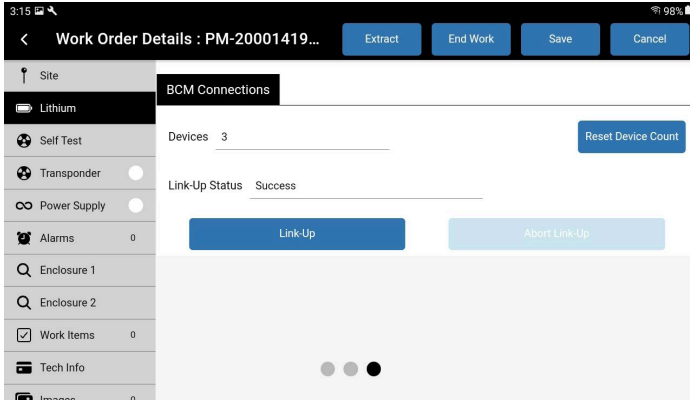 3:15 98%
Work Order Details : PM-20001419... Extract End Work Save Cancel
Site
BCM Connections
Lithium
Self Test
Devices 3 Reset Device Count
Transponder
Link-Up Status Success
Power Supply
Alarms 0
Link-Up Abort Link-Up
Enclosure 1
Enclosure 2
Work Items 0
Tech Info
Images 0